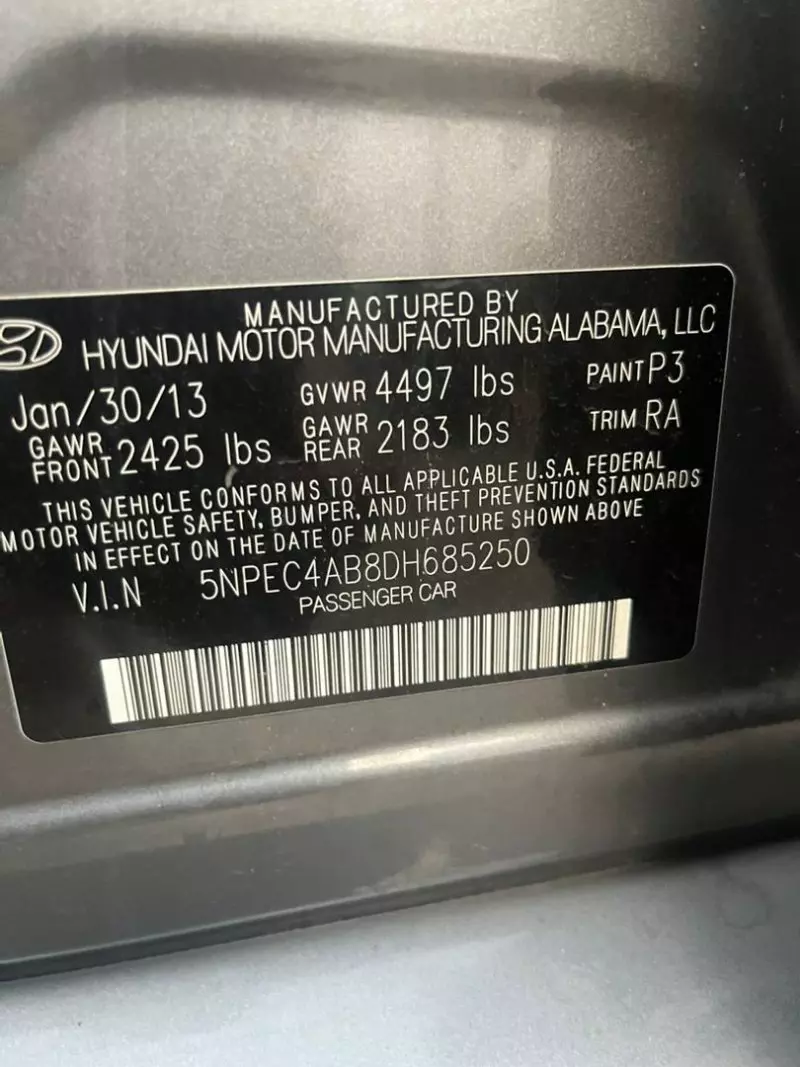 MANUFACTURED BY
HYUNDAI MOTOR MANUFACTURING ALABAMA, LLC
Jan/30/13 GVWR 4497 lbs PAINT P3
GAWR FRONT 2425 lbs GAWR REAR 2183 lbs TRIM RA
THIS VEHICLE CONFORMS TO ALL APPLICABLE U.S.A. FEDERAL
MOTOR VEHICLE SAFETY, BUMPER, AND THEFT PREVENTION STANDARDS
IN EFFECT ON THE DATE OF MANUFACTURE SHOWN ABOVE
V.I.N 5NPEC4AB8DH685250
PASSENGER CAR